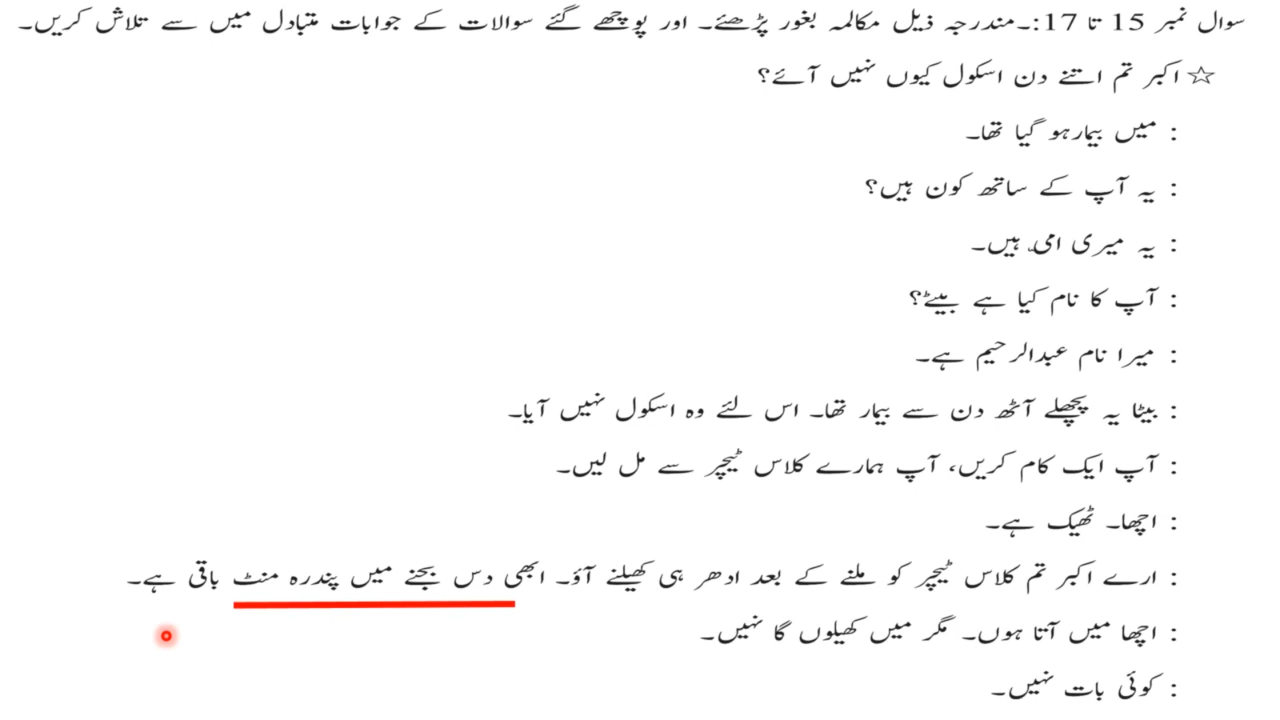 سوال نمبر 15 تا 17:۔مندرجہ ذیل مکالمہ بغور پڑھئے۔ اور پوچھے گئے سوالات کے جوابات متبادل میں سے تلاش کریں۔
☆ اکبر تم اتنے دن اسکول کیوں نہیں آئے؟
: میں بیمارہو گیا تھا۔
: یہ آپ کے ساتھ کون ہیں؟
: یہ میری امی ہیں۔
: آپ کا نام کیا ہے بیٹے؟
: میرا نام عبدالرحیم ہے۔
: بیٹا یہ پچھلے آٹھ دن سے بیمار تھا۔ اس لئے وہ اسکول نہیں آیا۔
: آپ ایک کام کریں، آپ ہمارے کلاس ٹیچر سے مل لیں۔
: اچھا۔ ٹھیک ہے۔
: ارے اکبر تم کلاس ٹیچر کو ملنے کے بعد ادھر ہی کھیلنے آؤ۔ ابھی دس بجنے میں پندرہ منٹ باقی ہے۔
: اچھا میں آتا ہوں۔ مگر میں کھیلوں گا نہیں۔
: کوئی بات نہیں۔